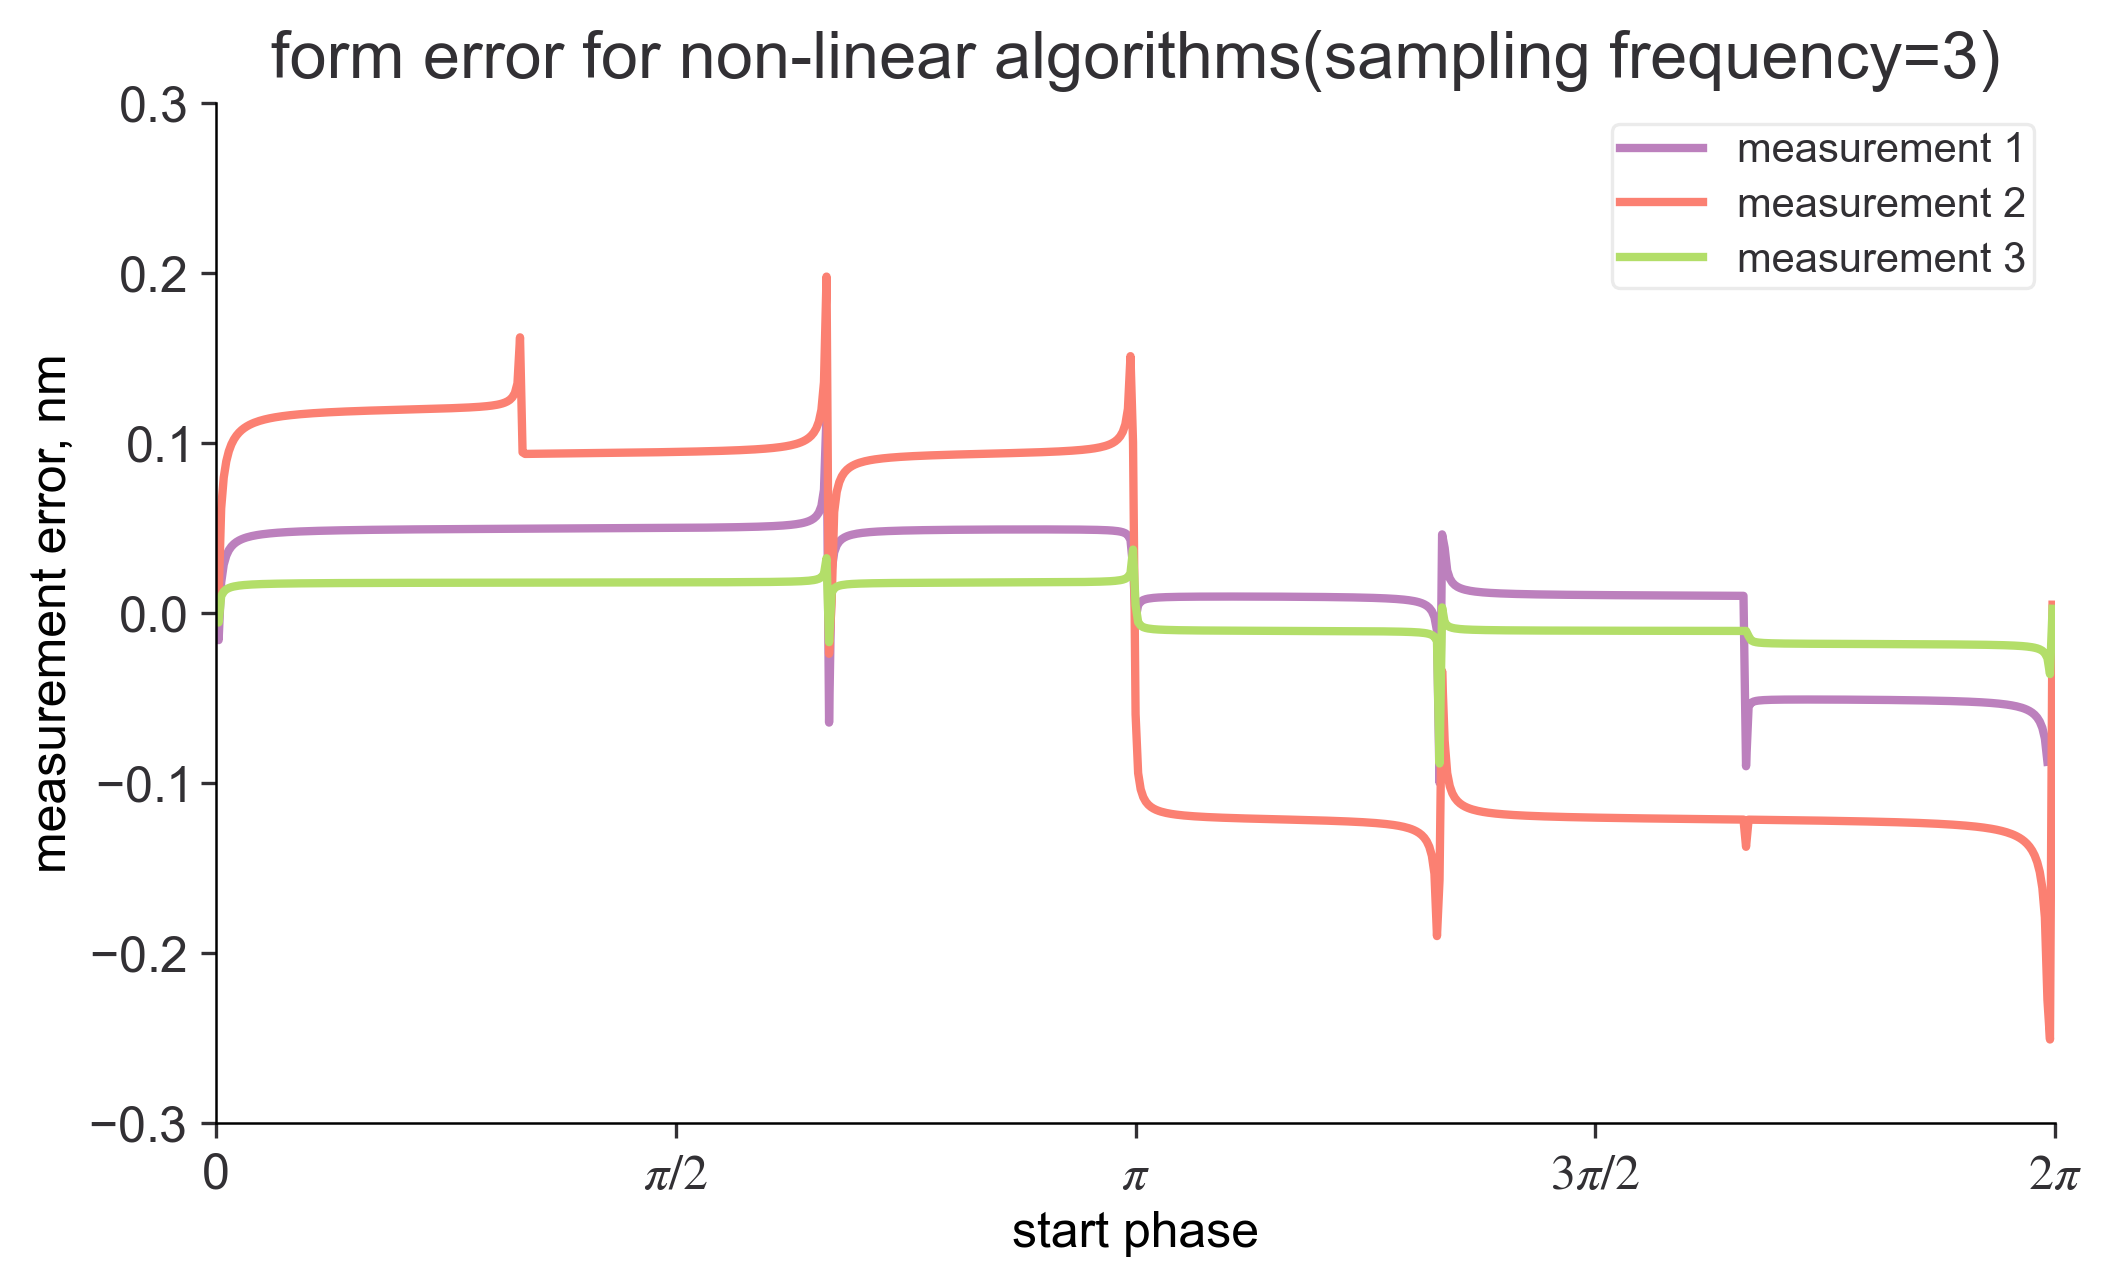 form error for non-linear algorithms(sampling frequency=3)
measurement 1
measurement 2
measurement 3
measurement error, nm
0.3
0.2
0.1
0.0
−0.1
−0.2
−0.3
0
π/2
π
3π/2
2π
start phase